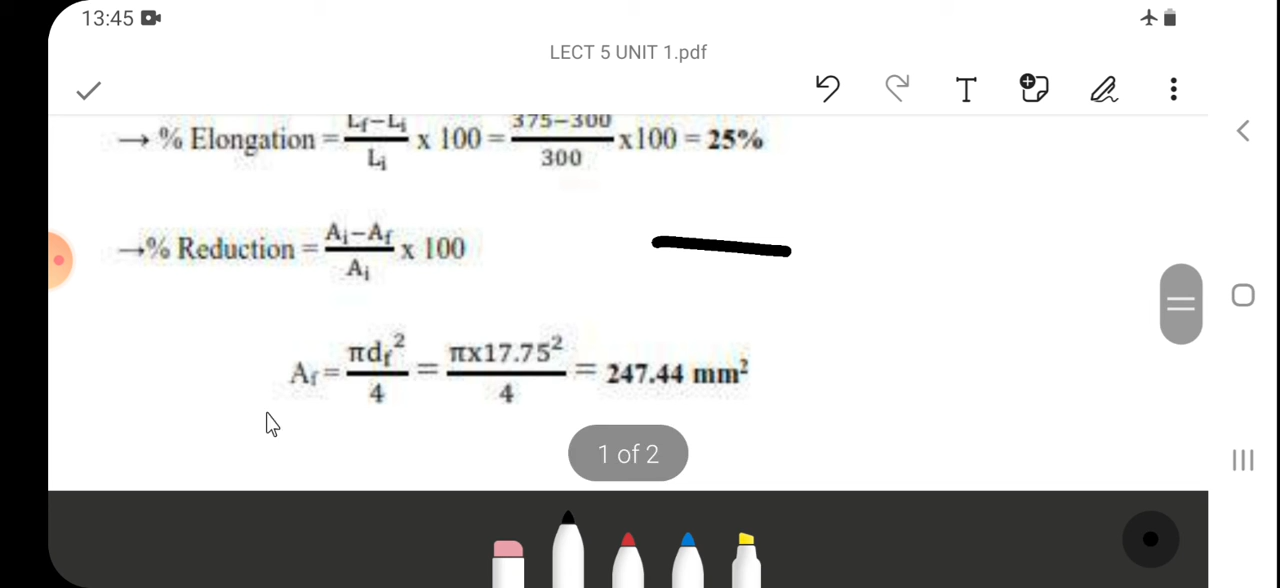 13:45
LECT 5 UNIT 1.pdf
T
→ % Elongation = (L_f−L_i)/L_i x 100 = (375−300)/300 x100 = 25%
→% Reduction = (A_i−A_f)/A_i x 100
A_f = πd_f²/4 = πx17.75²/4 = 247.44 mm²
1 of 2